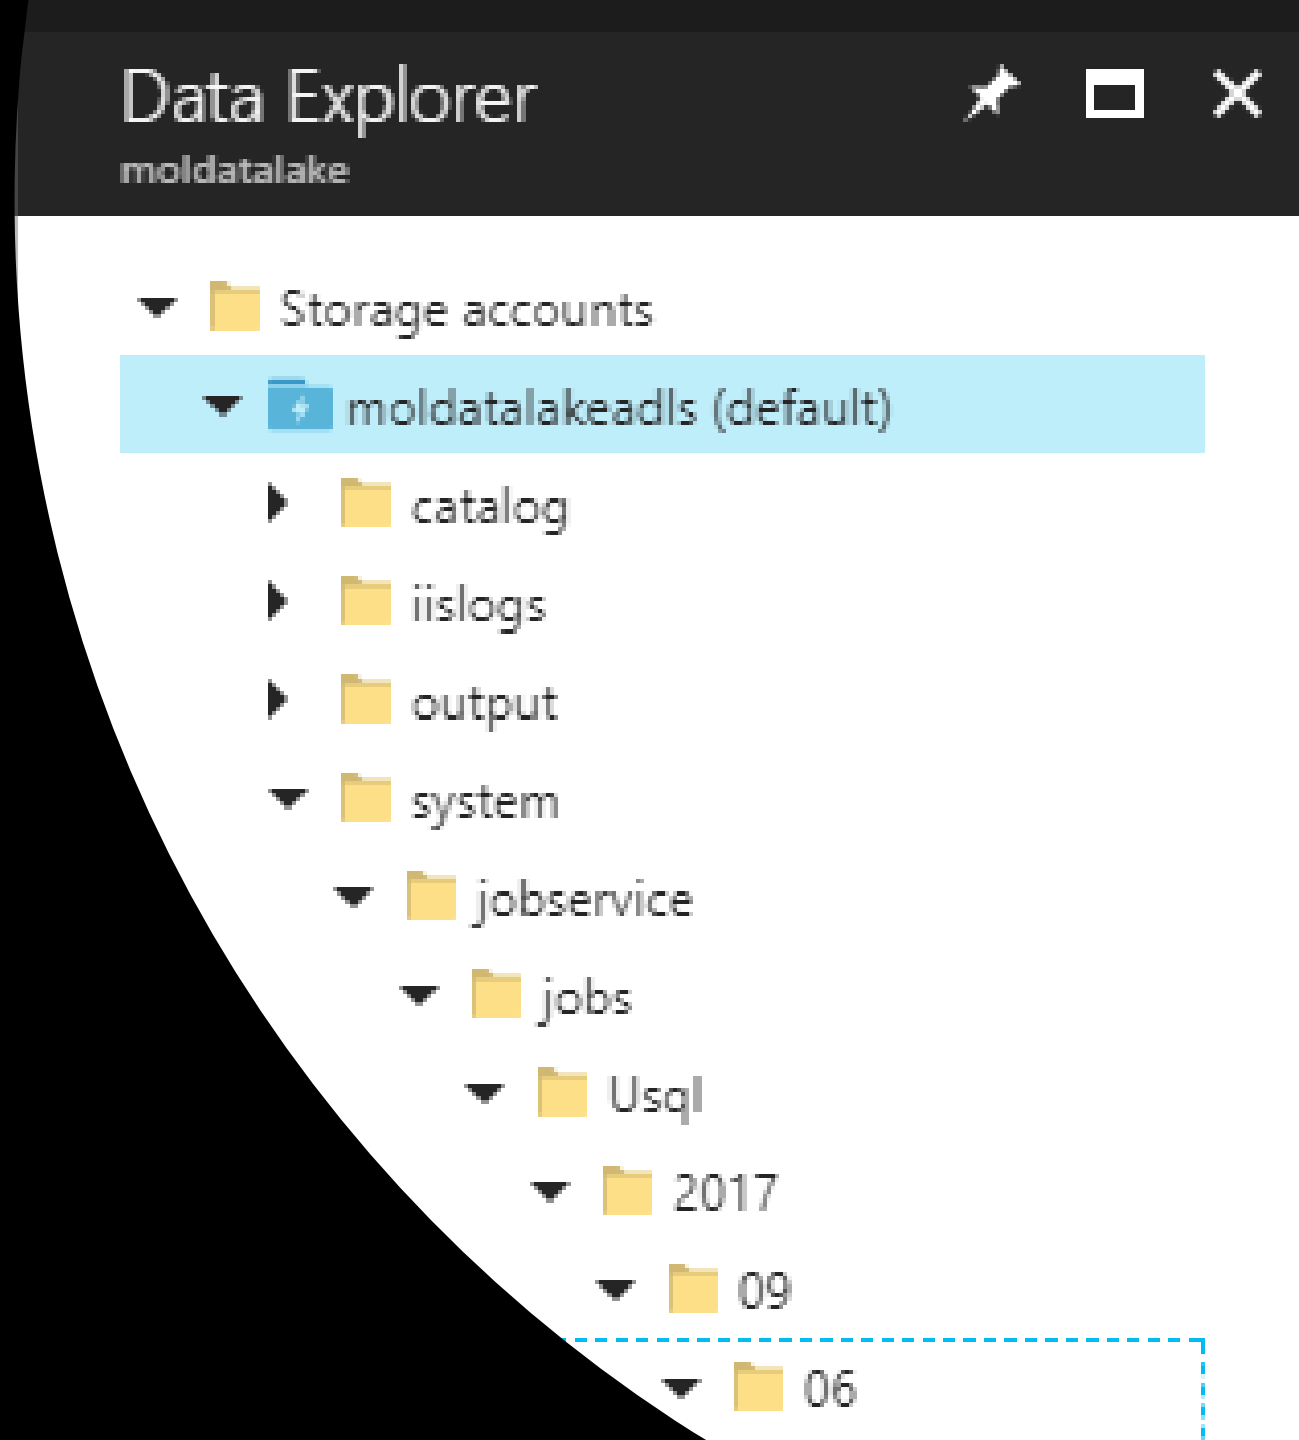 Data Explorer
moldatalake
Storage accounts
moldatalakeadls (default)
catalog
iislogs
output
system
jobservice
jobs
Usql
2017
09
06